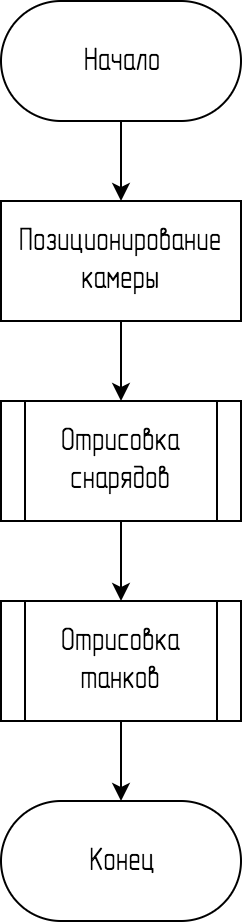 Начало
Позиционирование
камеры
Отрисовка
снарядов
Отрисовка
танков
Конец